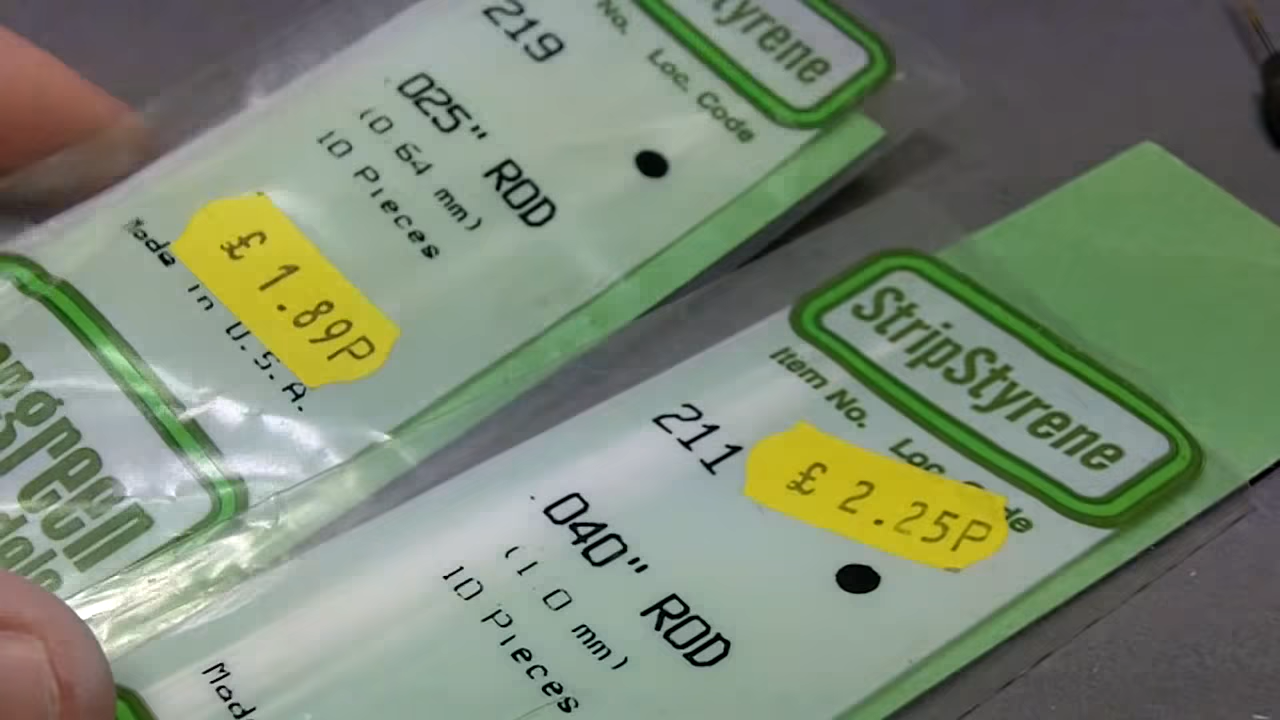 219
No. Loc. Code
.025" ROD
(0.64 mm)
10 Pieces
£1.89P
Made in U.S.A.
StripStyrene
Item No.
211
£2.25P
.040" ROD
(1.0 mm)
10 Pieces
Made